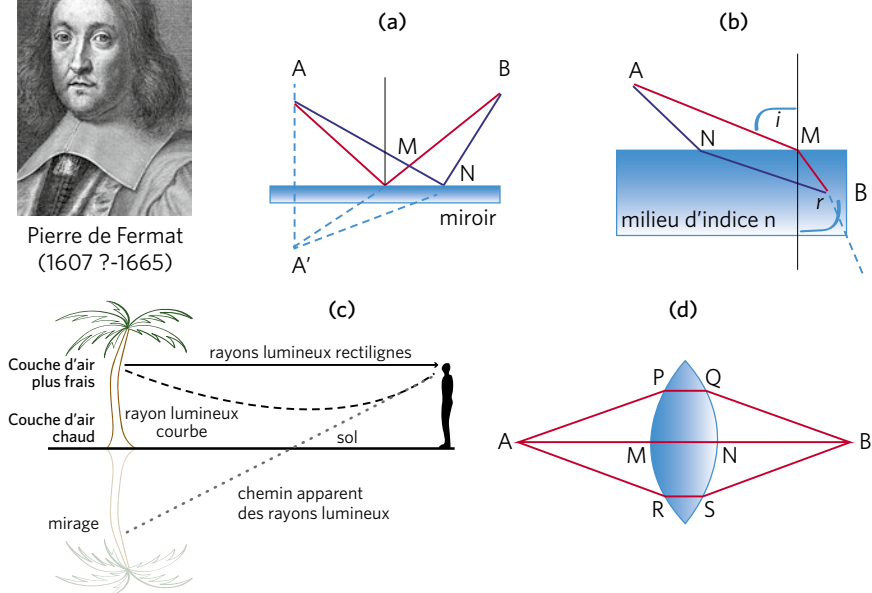 Pierre de Fermat
(1607 ?-1665)
(a)
A
B
M
N
miroir
A'
(b)
A
i
N
M
B
r
milieu d'indice n
(c)
rayons lumineux rectilignes
Couche d'air
plus frais
Couche d'air
chaud
rayon lumineux
courbe
sol
chemin apparent
des rayons lumineux
mirage
(d)
P
Q
A
M
N
B
R
S